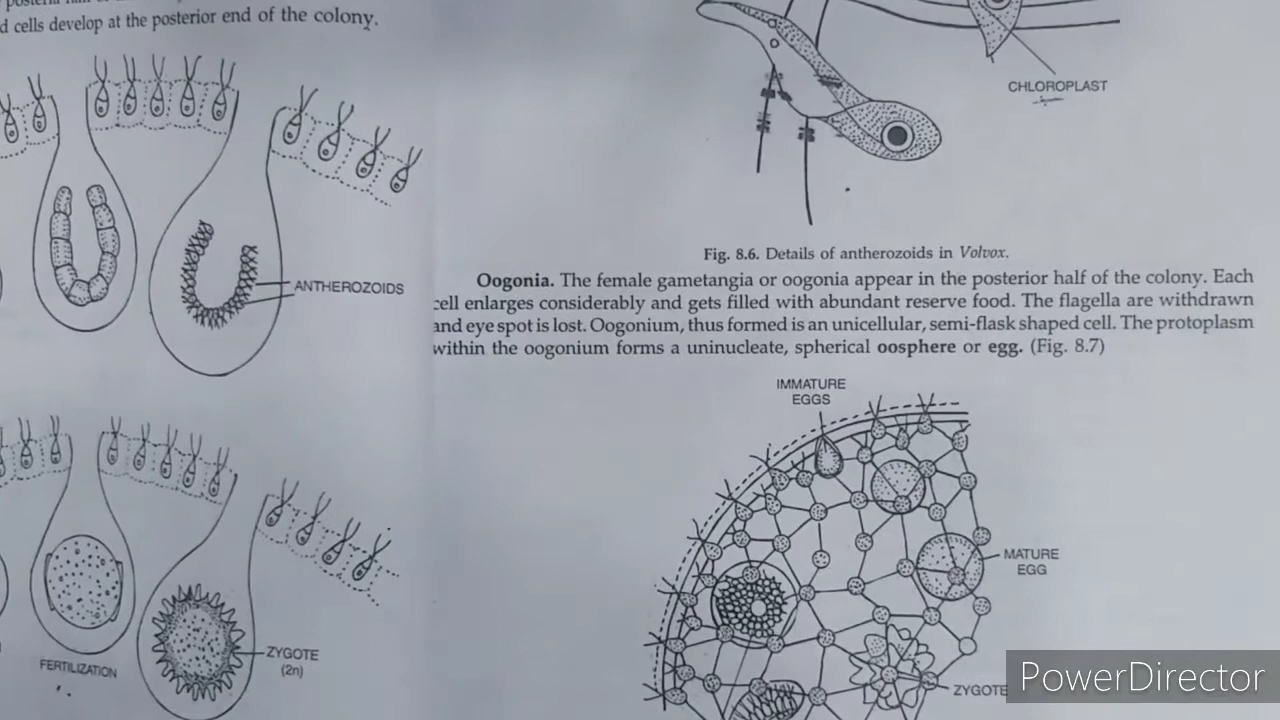 d cells develop at the posterior end of the colony.
ANTHEROZOIDS
FERTILIZATION
ZYGOTE
(2n)
CHLOROPLAST
Fig. 8.6. Details of antherozoids in Volvox.
Oogonia. The female gametangia or oogonia appear in the posterior half of the colony. Each
cell enlarges considerably and gets filled with abundant reserve food. The flagella are withdrawn
and eye spot is lost. Oogonium, thus formed is an unicellular, semi-flask shaped cell. The protoplasm
within the oogonium forms a uninucleate, spherical oosphere or egg. (Fig. 8.7)
IMMATURE
EGGS
MATURE
EGG
ZYGOTE
PowerDirector